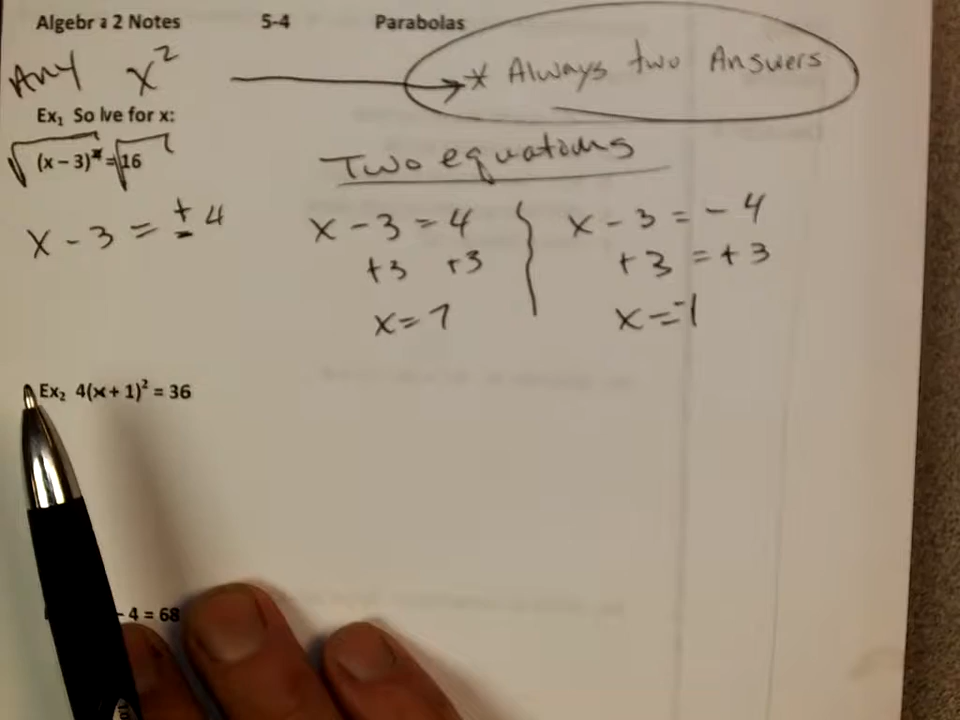 Algebra 2 Notes 5-4 Parabolas
Any x² → * Always two Answers
Ex₁ Solve for x:
√(x – 3)² = √16
Two equations
x - 3 = ± 4
x - 3 = 4
+3 +3
x = 7
x - 3 = - 4
+ 3 = + 3
x = -1
Ex₂ 4(x + 1)² = 36
- 4 = 68